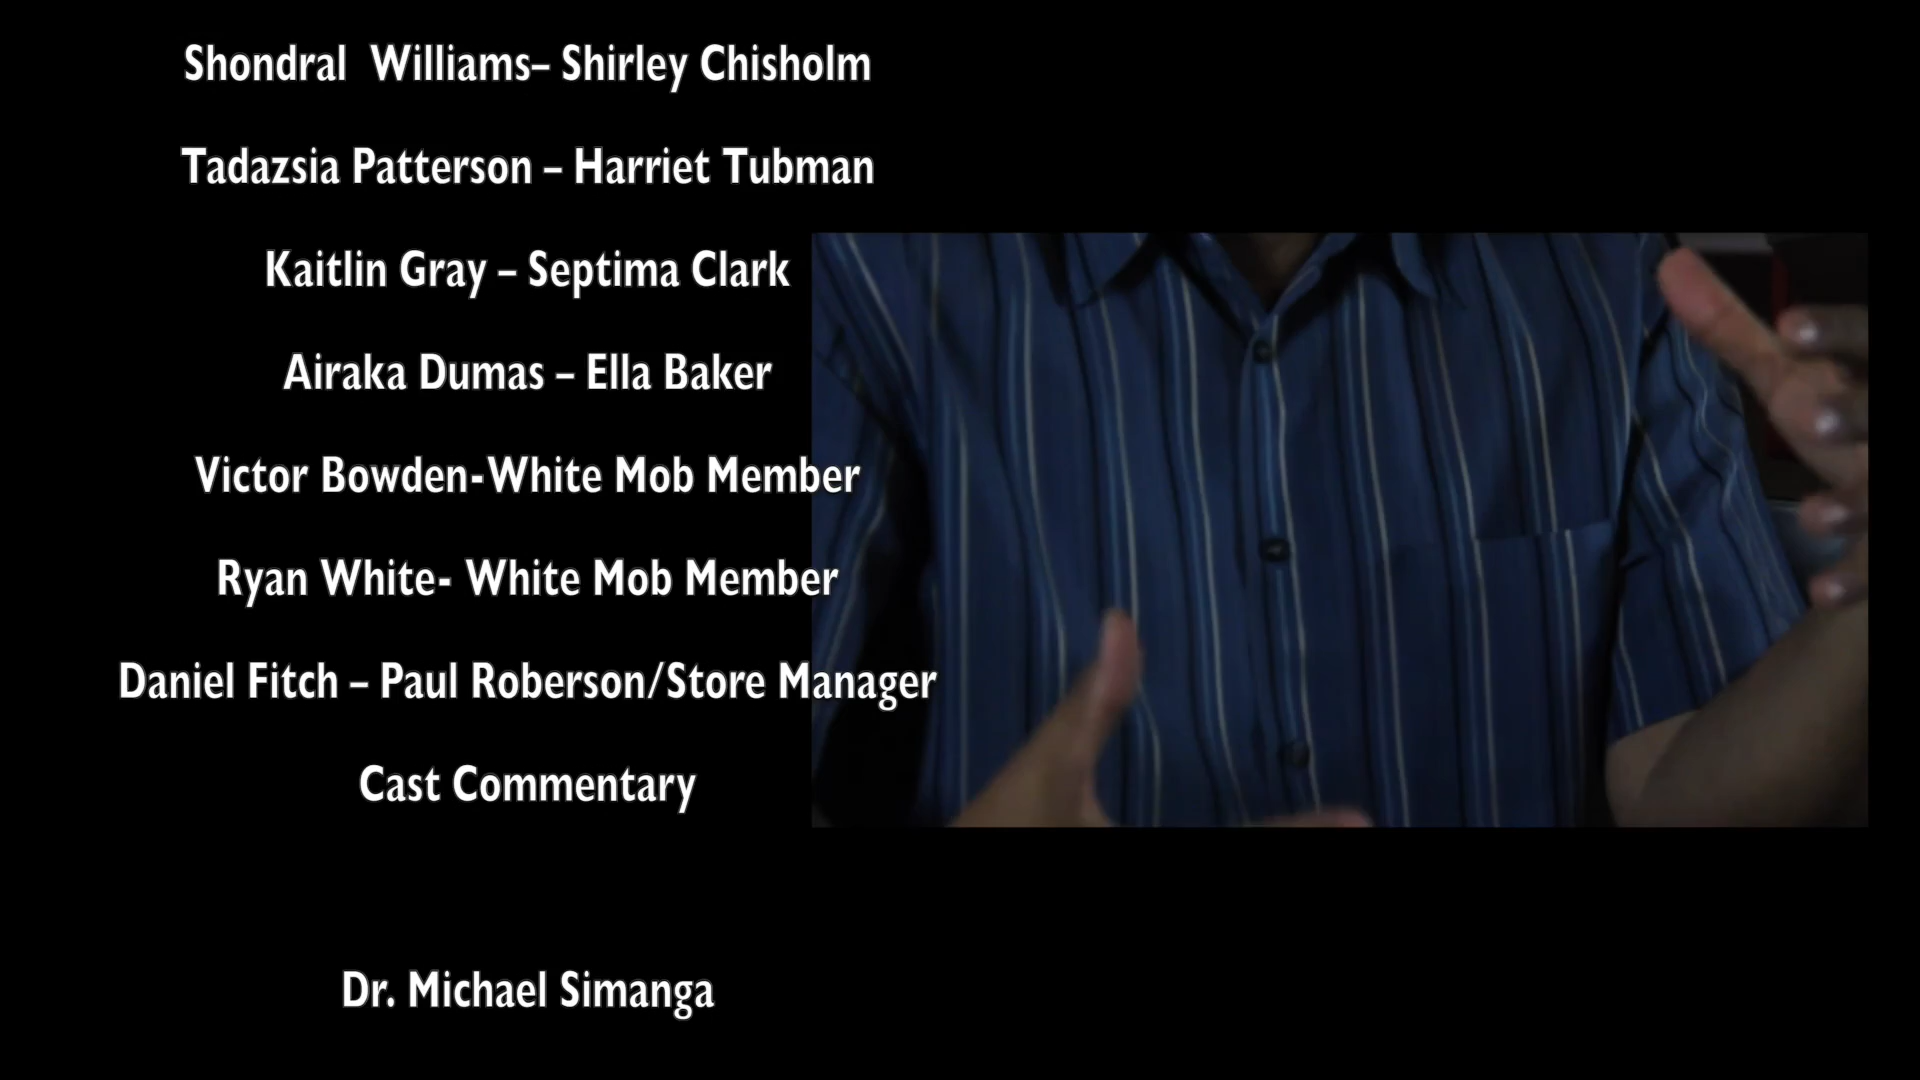 Shondral  Williams– Shirley Chisholm
Tadazsia Patterson – Harriet Tubman
Kaitlin Gray – Septima Clark
Airaka Dumas – Ella Baker
Victor Bowden-White Mob Member
Ryan White- White Mob Member
Daniel Fitch – Paul Roberson/Store Manager
Cast Commentary
Dr. Michael Simanga